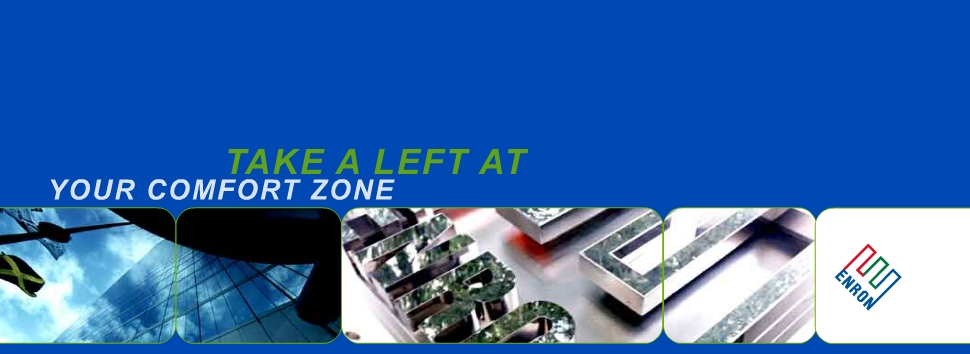 TAKE A LEFT AT
YOUR COMFORT ZONE
ENRON